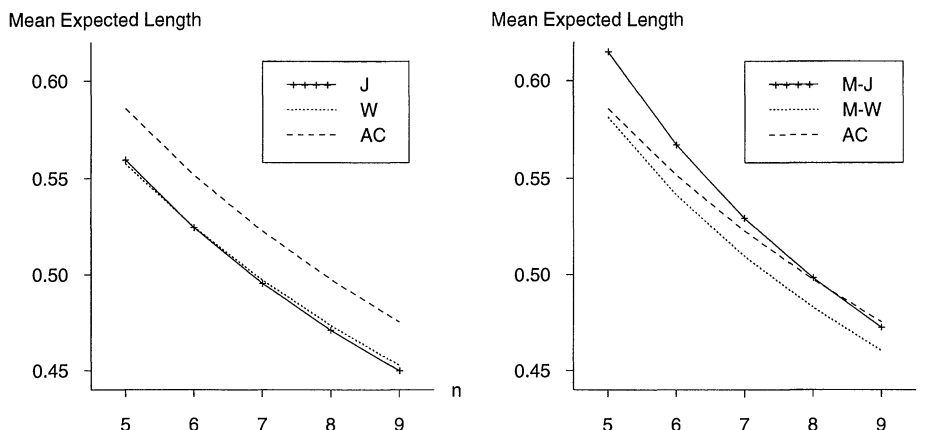 Mean Expected Length
0.60
0.55
0.50
0.45
5 6 7 8 9
n
J
W
AC
Mean Expected Length
0.60
0.55
0.50
0.45
5 6 7 8 9
M-J
M-W
AC